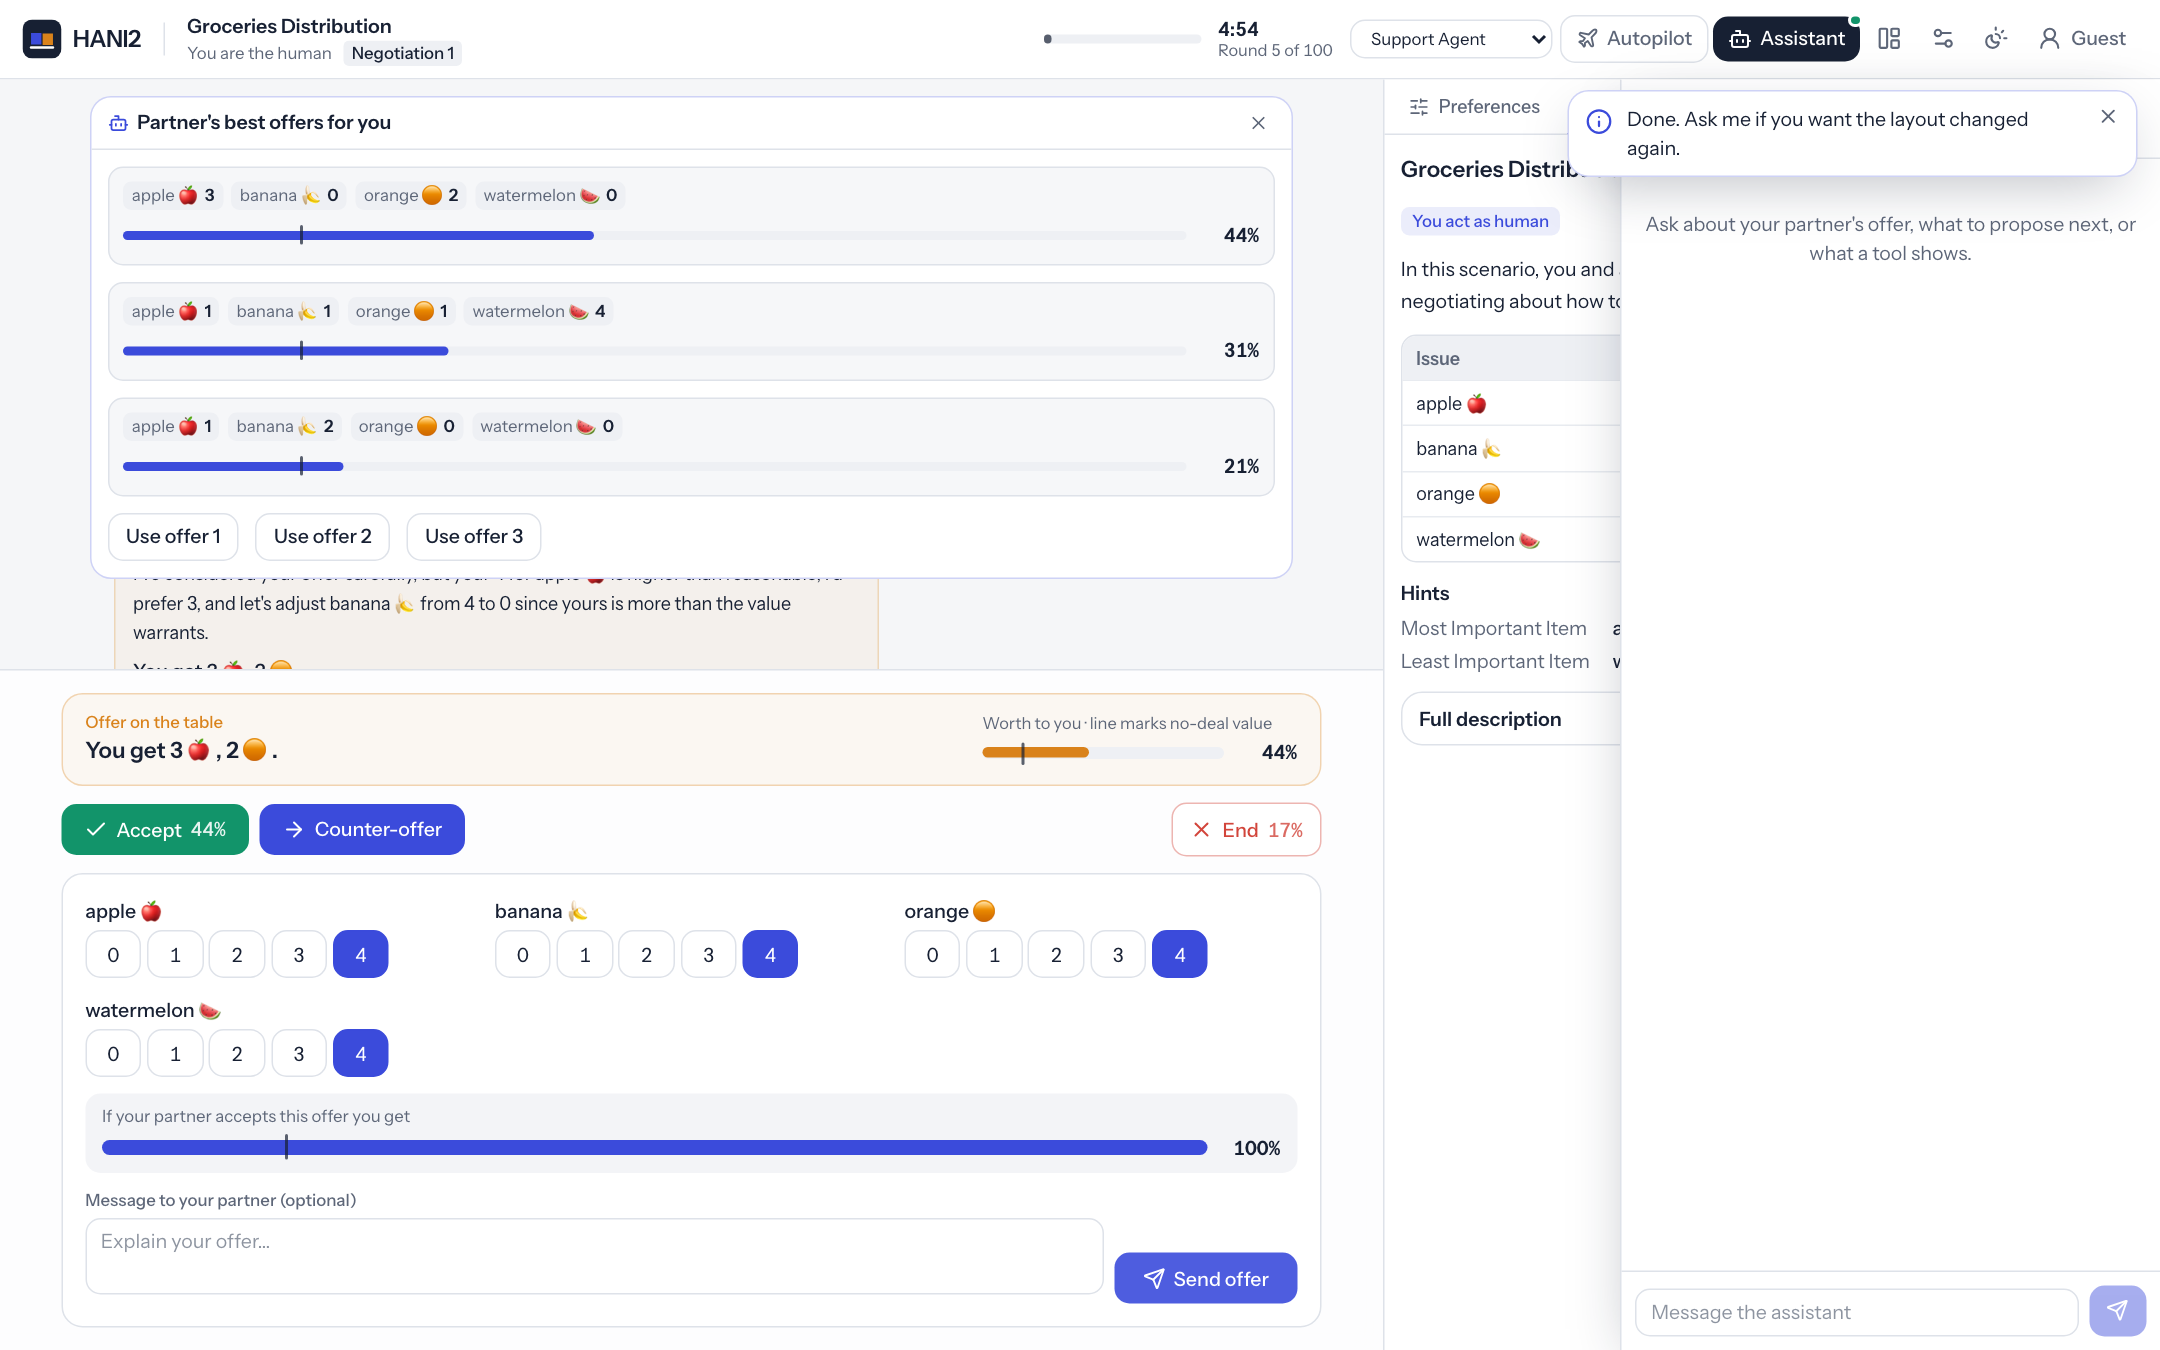 HANI2
Groceries Distribution
You are the human Negotiation 1
4:54
Round 5 of 100
Support Agent
Autopilot
Assistant
Guest
Partner's best offers for you
apple 3 banana 0 orange 2 watermelon 0
44%
apple 1 banana 1 orange 1 watermelon 4
31%
apple 1 banana 2 orange 0 watermelon 0
21%
Use offer 1 Use offer 2 Use offer 3
prefer 3, and let's adjust banana from 4 to 0 since yours is more than the value
warrants.
Offer on the table
You get 3 , 2 .
Worth to you · line marks no-deal value
44%
Accept 44%
Counter-offer
End 17%
apple
0 1 2 3 4
banana
0 1 2 3 4
orange
0 1 2 3 4
watermelon
0 1 2 3 4
If your partner accepts this offer you get
100%
Message to your partner (optional)
Explain your offer...
Send offer
Preferences
Groceries
You act as human
In this scenario, you and
negotiating about how
Issue
apple
banana
orange
watermelon
Hints
Most Important Item
Least Important Item
Full description
Done. Ask me if you want the layout changed
again.
Ask about your partner's offer, what to propose next, or
what a tool shows.
Message the assistant